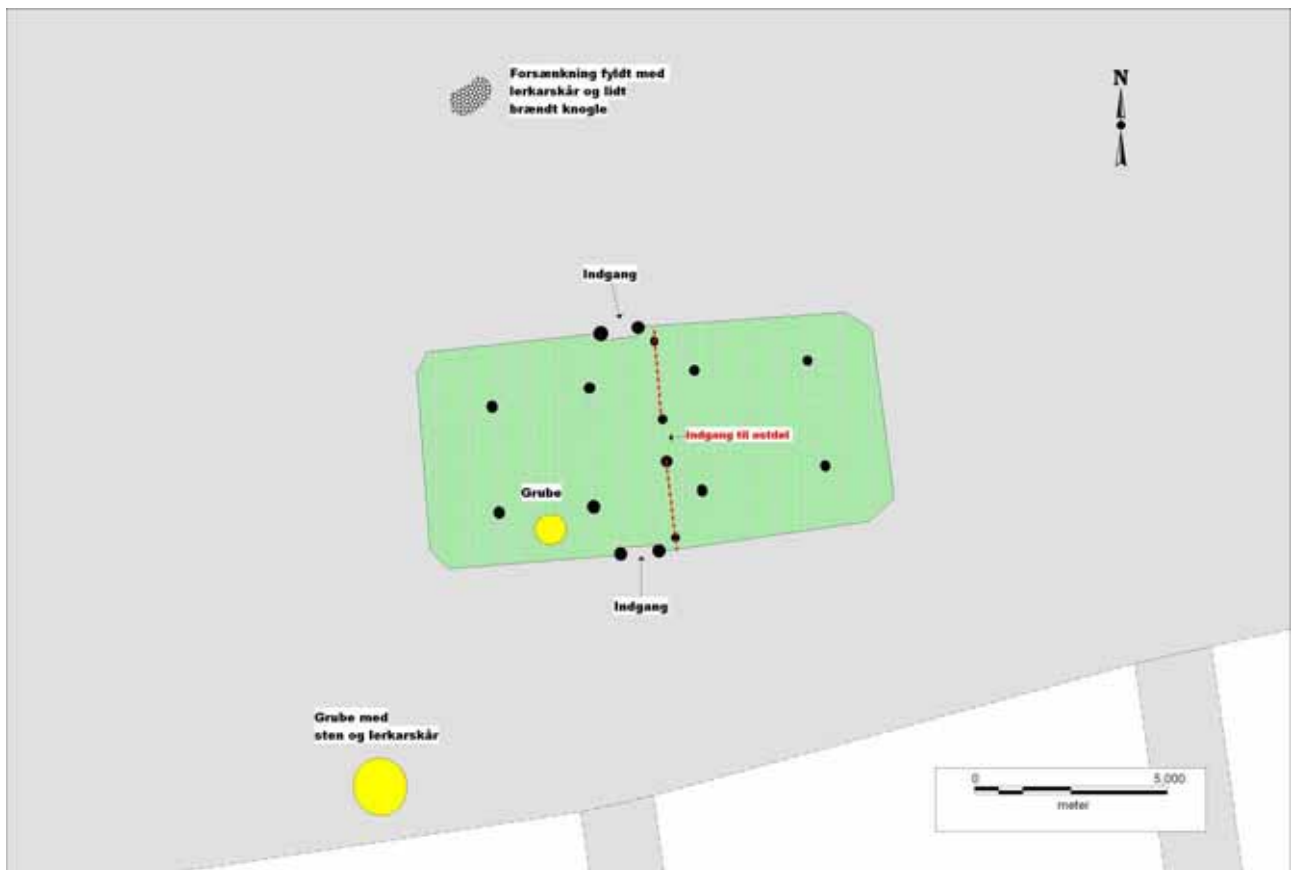 Forsænkning fyldt med
lerkarskår og lidt
brændt knogle
N
Indgang
Indgang til østdel
Grube
Indgang
Grube med
sten og lerkarskår
0 5,000
meter